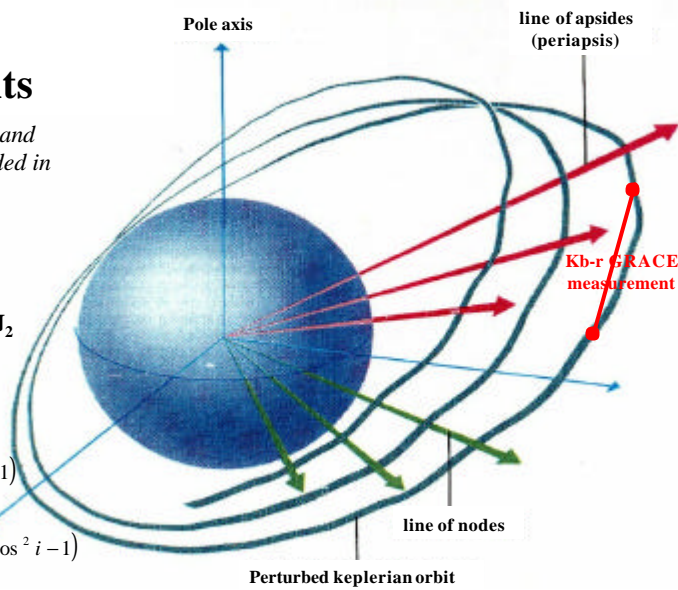 Pole axis
line of apsides
(periapsis)
its
and
led in
Kb-r GRACE
measurement
J₂
1)
os ² i – 1)
line of nodes
Perturbed keplerian orbit